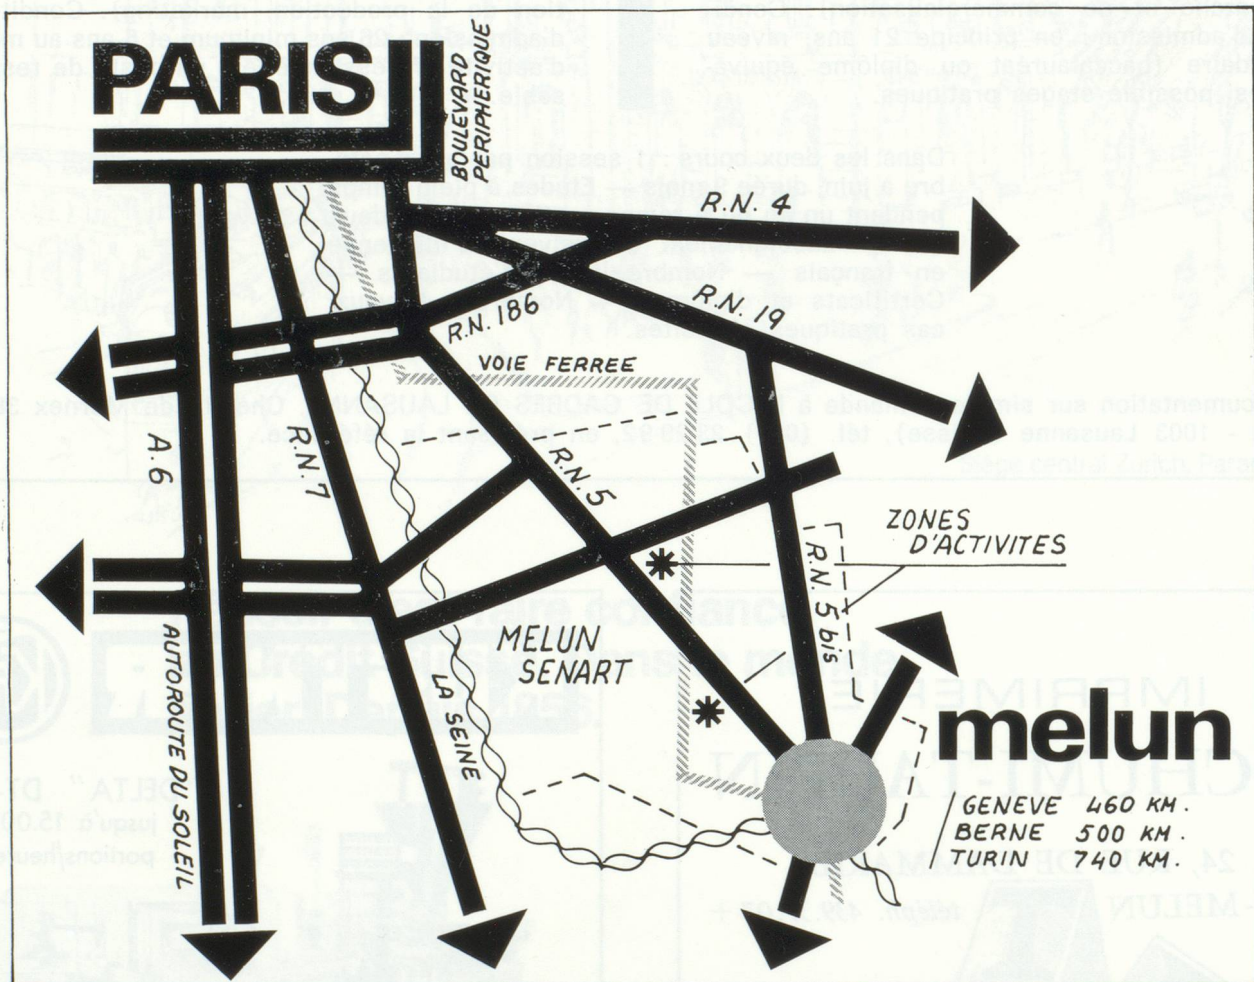 PARIS
BOULEVARD
PERIPHERIQUE
R.N. 4
R.N. 19
R.N. 186
VOIE FERREE
A.6
R.N. 7
R.N. 5
ZONES
D'ACTIVITES
R.N. 5 bis
MELUN
SENART
AUTOROUTE DU SOLEIL
LA SEINE
melun
GENEVE 460 KM.
BERNE 500 KM.
TURIN 740 KM.